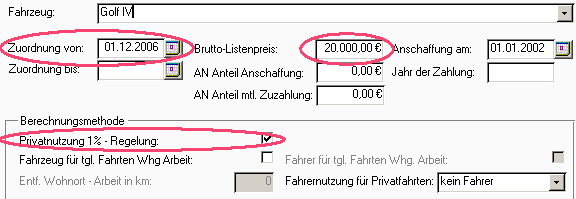 Fahrzeug: Golf IV
Zuordnung von: 01.12.2006 Brutto-Listenpreis: 20.000,00 € Anschaffung am: 01.01.2002
Zuordnung bis: AN Anteil Anschaffung: 0,00 € Jahr der Zahlung:
AN Anteil mtl. Zuzahlung: 0,00 €
Berechnungsmethode
Privatnutzung 1% - Regelung:
Fahrzeug für tgl. Fahrten Whg Arbeit: Fahrer für tgl. Fahrten Whg. Arbeit:
Entf. Wohnort - Arbeit in km: 0 Fahrernutzung für Privatfahrten: kein Fahrer